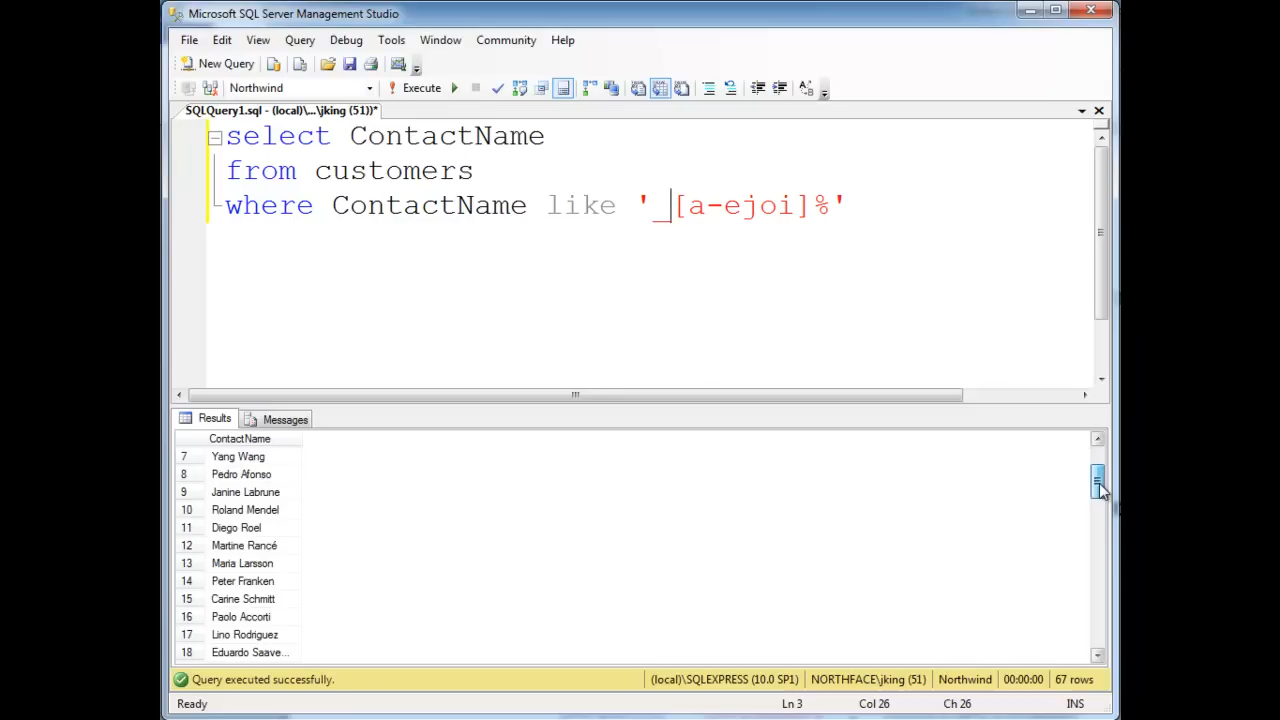 Microsoft SQL Server Management Studio
File Edit View Query Debug Tools Window Community Help
New Query
Northwind Execute
SQLQuery1.sql - (local)\...\jking (51))*
select ContactName
from customers
where ContactName like '_[a-ejoi]%'
Results Messages
ContactName
7 Yang Wang
8 Pedro Afonso
9 Janine Labrune
10 Roland Mendel
11 Diego Roel
12 Martine Rancé
13 Maria Larsson
14 Peter Franken
15 Carine Schmitt
16 Paolo Accorti
17 Lino Rodriguez
18 Eduardo Saave...
Query executed successfully. (local)\SQLEXPRESS (10.0 SP1) NORTHFACE\jking (51) Northwind 00:00:00 67 rows
Ready Ln 3 Col 26 Ch 26 INS